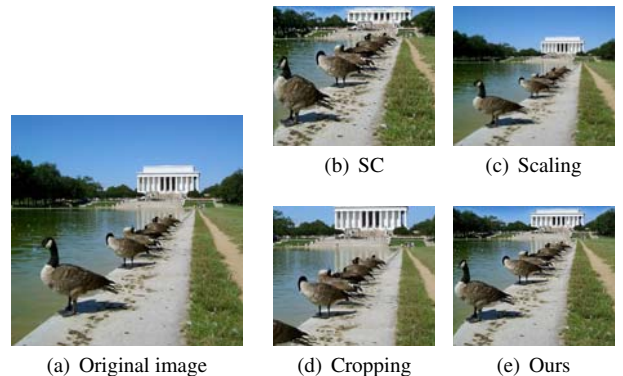 (b) SC
(c) Scaling
(a) Original image
(d) Cropping
(e) Ours